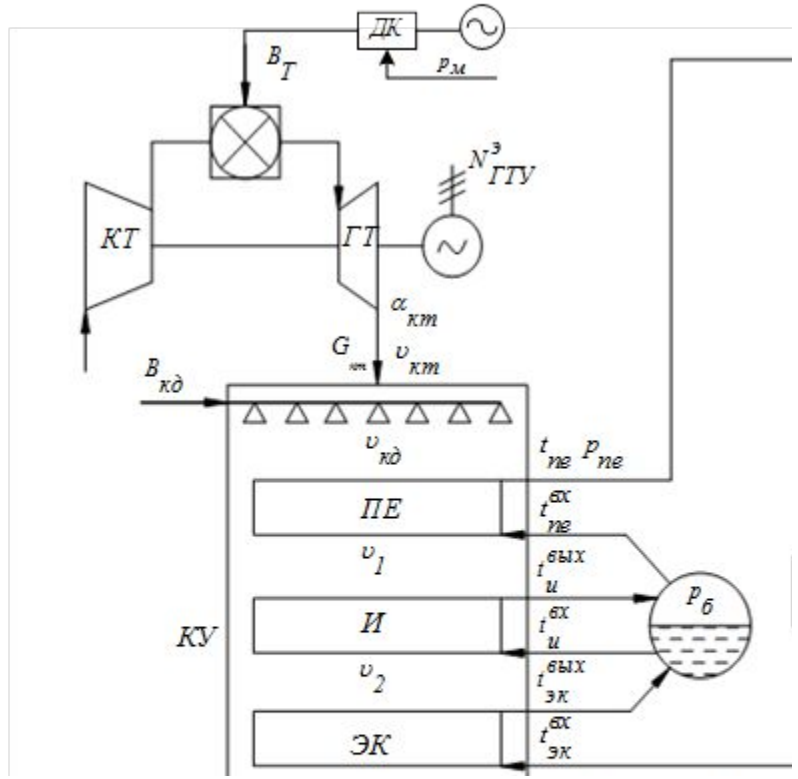 ДК
B_T
p_м
N^э_ГТУ
КТ
ГТ
α_кт
G_кт
υ_кт
B_кд
υ_кд
t_пе p_пе
ПЕ
t^вх_пе
υ_1
t^вых_и
p_б
И
t^вх_и
КУ
υ_2
t^вых_эк
ЭК
t^вх_эк